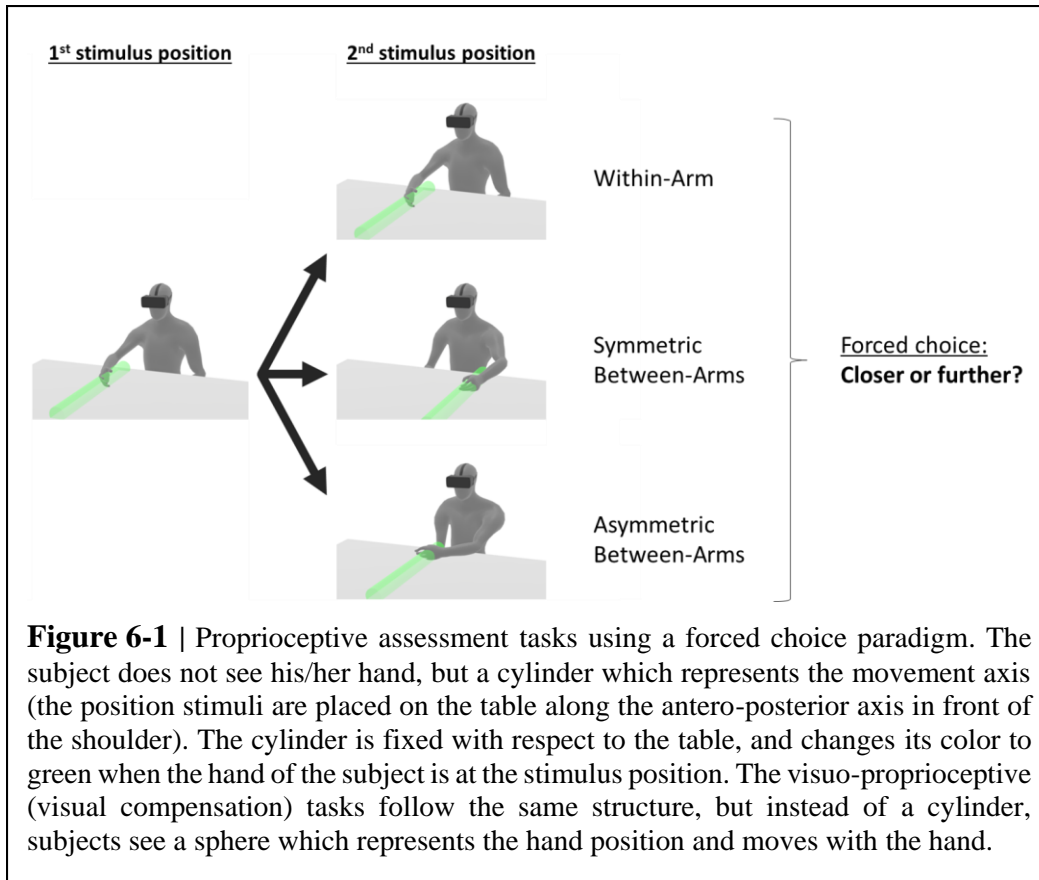 1st stimulus position
2nd stimulus position
Within-Arm
Symmetric
Between-Arms
Forced choice:
Closer or further?
Asymmetric
Between-Arms
Figure 6-1 | Proprioceptive assessment tasks using a forced choice paradigm. The
subject does not see his/her hand, but a cylinder which represents the movement axis
(the position stimuli are placed on the table along the antero-posterior axis in front of
the shoulder). The cylinder is fixed with respect to the table, and changes its color to
green when the hand of the subject is at the stimulus position. The visuo-proprioceptive
(visual compensation) tasks follow the same structure, but instead of a cylinder,
subjects see a sphere which represents the hand position and moves with the hand.